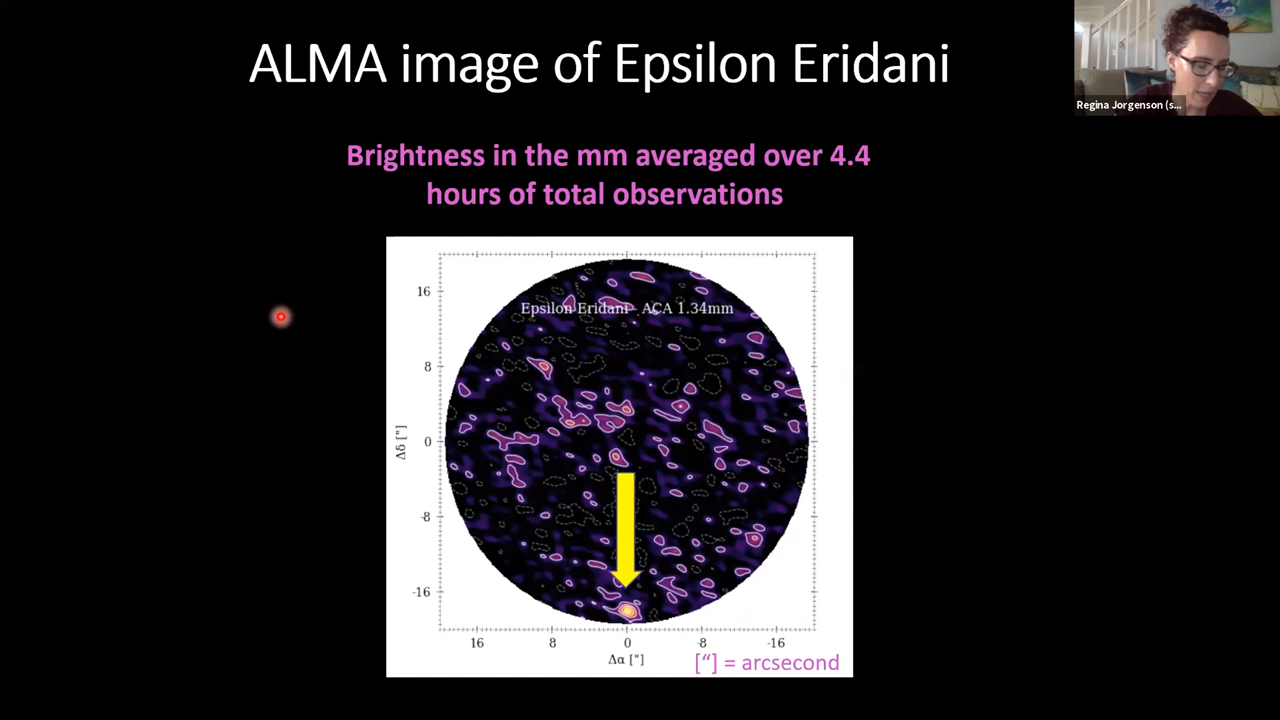 ALMA image of Epsilon Eridani
Regina Jorgenson (s...
Brightness in the mm averaged over 4.4
hours of total observations
Epsilon Eridani - ACA 1.34mm
16
8
0
-8
-16
Δδ ["]
16
8
0
-8
-16
Δα ["]
[“] = arcsecond